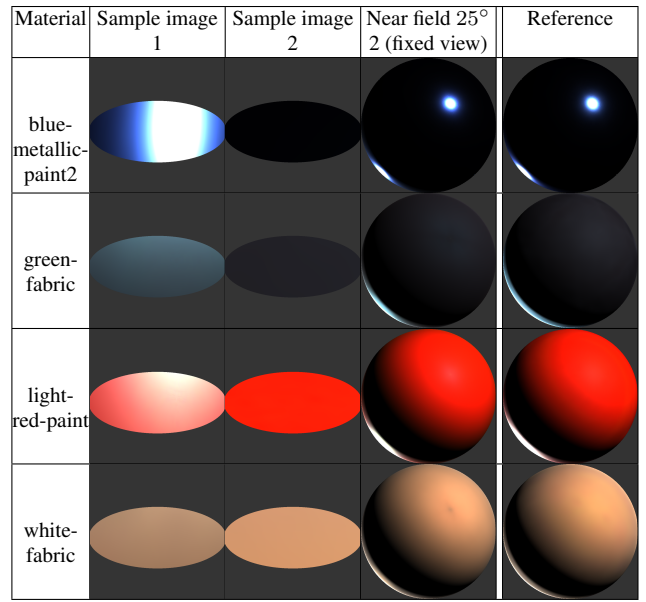 Material Sample image Sample image Near field 25° Reference
1 2 2 (fixed view)
blue-
metallic-
paint2
green-
fabric
light-
red-paint
white-
fabric